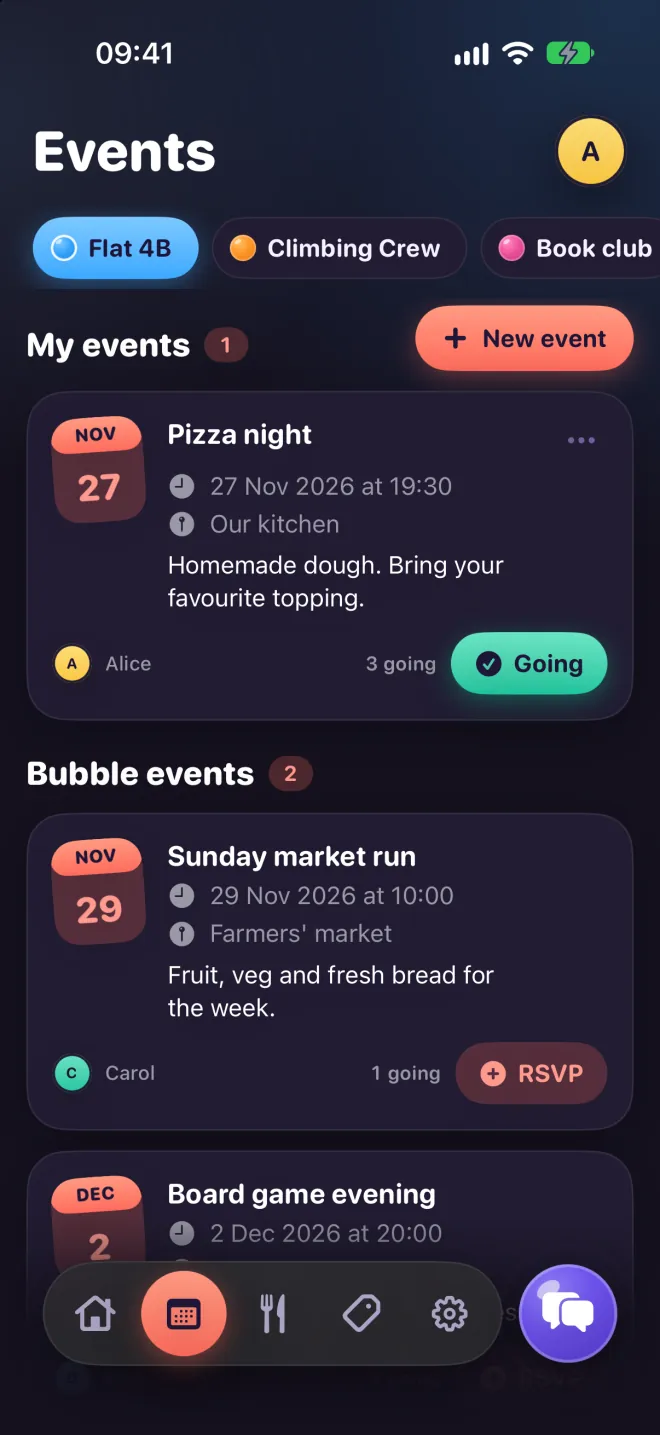 09:41
Events
A
Flat 4B
Climbing Crew
Book club
My events
1
New event
NOV
27
Pizza night
27 Nov 2026 at 19:30
Our kitchen
Homemade dough. Bring your
favourite topping.
A
Alice
3 going
Going
Bubble events
2
NOV
29
Sunday market run
29 Nov 2026 at 10:00
Farmers' market
Fruit, veg and fresh bread for
the week.
C
Carol
1 going
RSVP
DEC
2
Board game evening
2 Dec 2026 at 20:00